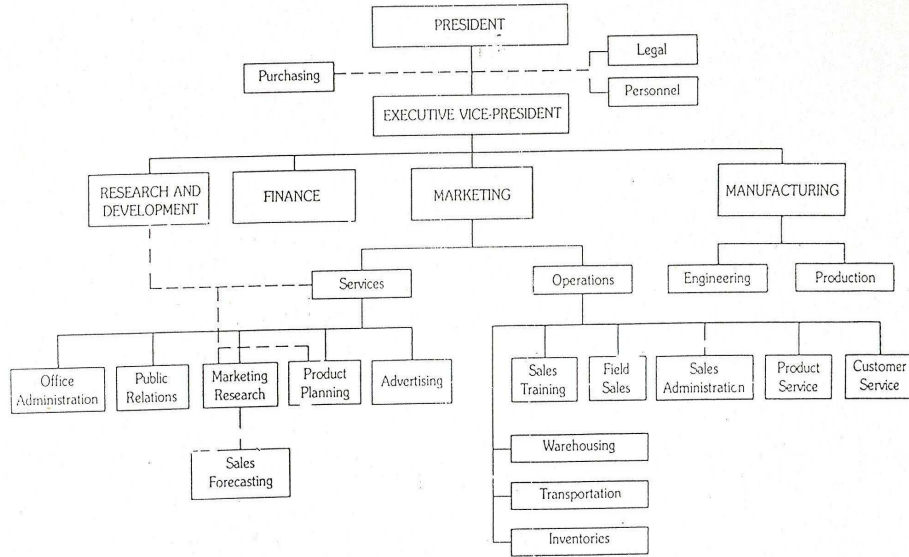 PRESIDENT
Legal
Purchasing
Personnel
EXECUTIVE VICE-PRESIDENT
RESEARCH AND
DEVELOPMENT
FINANCE
MARKETING
MANUFACTURING
Services
Operations
Engineering
Production
Office
Administration
Public
Relations
Marketing
Research
Product
Planning
Advertising
Sales
Training
Field
Sales
Sales
Administration
Product
Service
Customer
Service
Sales
Forecasting
Warehousing
Transportation
Inventories